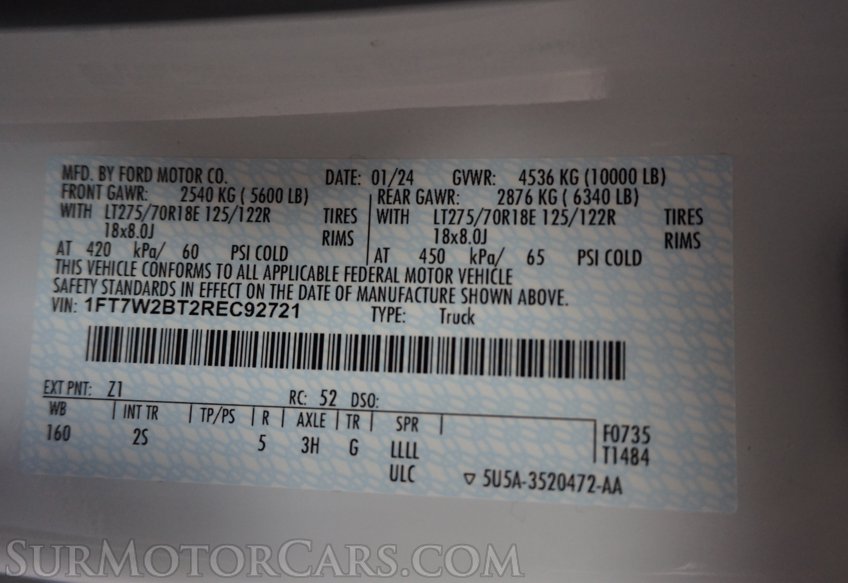 MFD. BY FORD MOTOR CO. DATE: 01/24 GVWR: 4536 KG (10000 LB)
FRONT GAWR: 2540 KG ( 5600 LB) REAR GAWR: 2876 KG ( 6340 LB)
WITH LT275/70R18E 125/122R TIRES WITH LT275/70R18E 125/122R TIRES
18x8.0J RIMS 18x8.0J RIMS
AT 420 kPa/ 60 PSI COLD AT 450 kPa/ 65 PSI COLD
THIS VEHICLE CONFORMS TO ALL APPLICABLE FEDERAL MOTOR VEHICLE
SAFETY STANDARDS IN EFFECT ON THE DATE OF MANUFACTURE SHOWN ABOVE.
VIN: 1FT7W2BT2REC92721 TYPE: Truck
EXT PNT: Z1 RC: 52 DSO:
WB INT TR TP/PS R AXLE TR SPR
160 2S 5 3H G LLLL F0735
ULC T1484
5U5A-3520472-AA
SurMotorCars.com